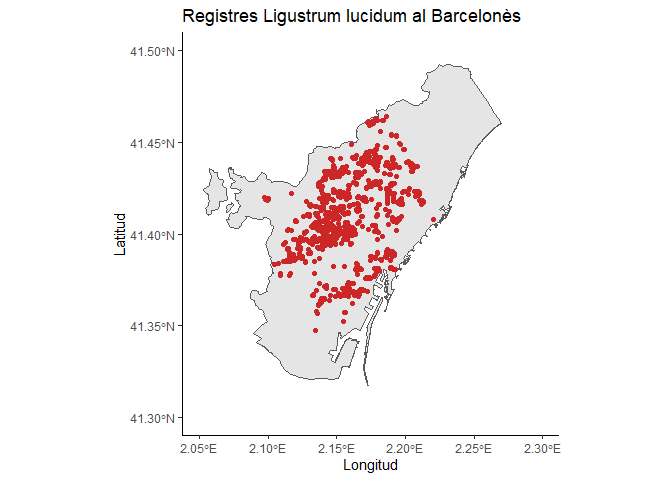 Registres Ligustrum lucidum al Barcelonès
41.50°N
41.45°N
41.40°N
41.35°N
41.30°N
Latitud
2.05°E 2.10°E 2.15°E 2.20°E 2.25°E 2.30°E
Longitud